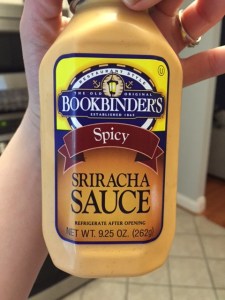 RESTAURANT STYLE
THE OLD ORIGINAL
BOOKBINDER'S
ESTABLISHED 1865
Spicy
SRIRACHA
SAUCE
REFRIGERATE AFTER OPENING
NET WT. 9.25 OZ. (262g)